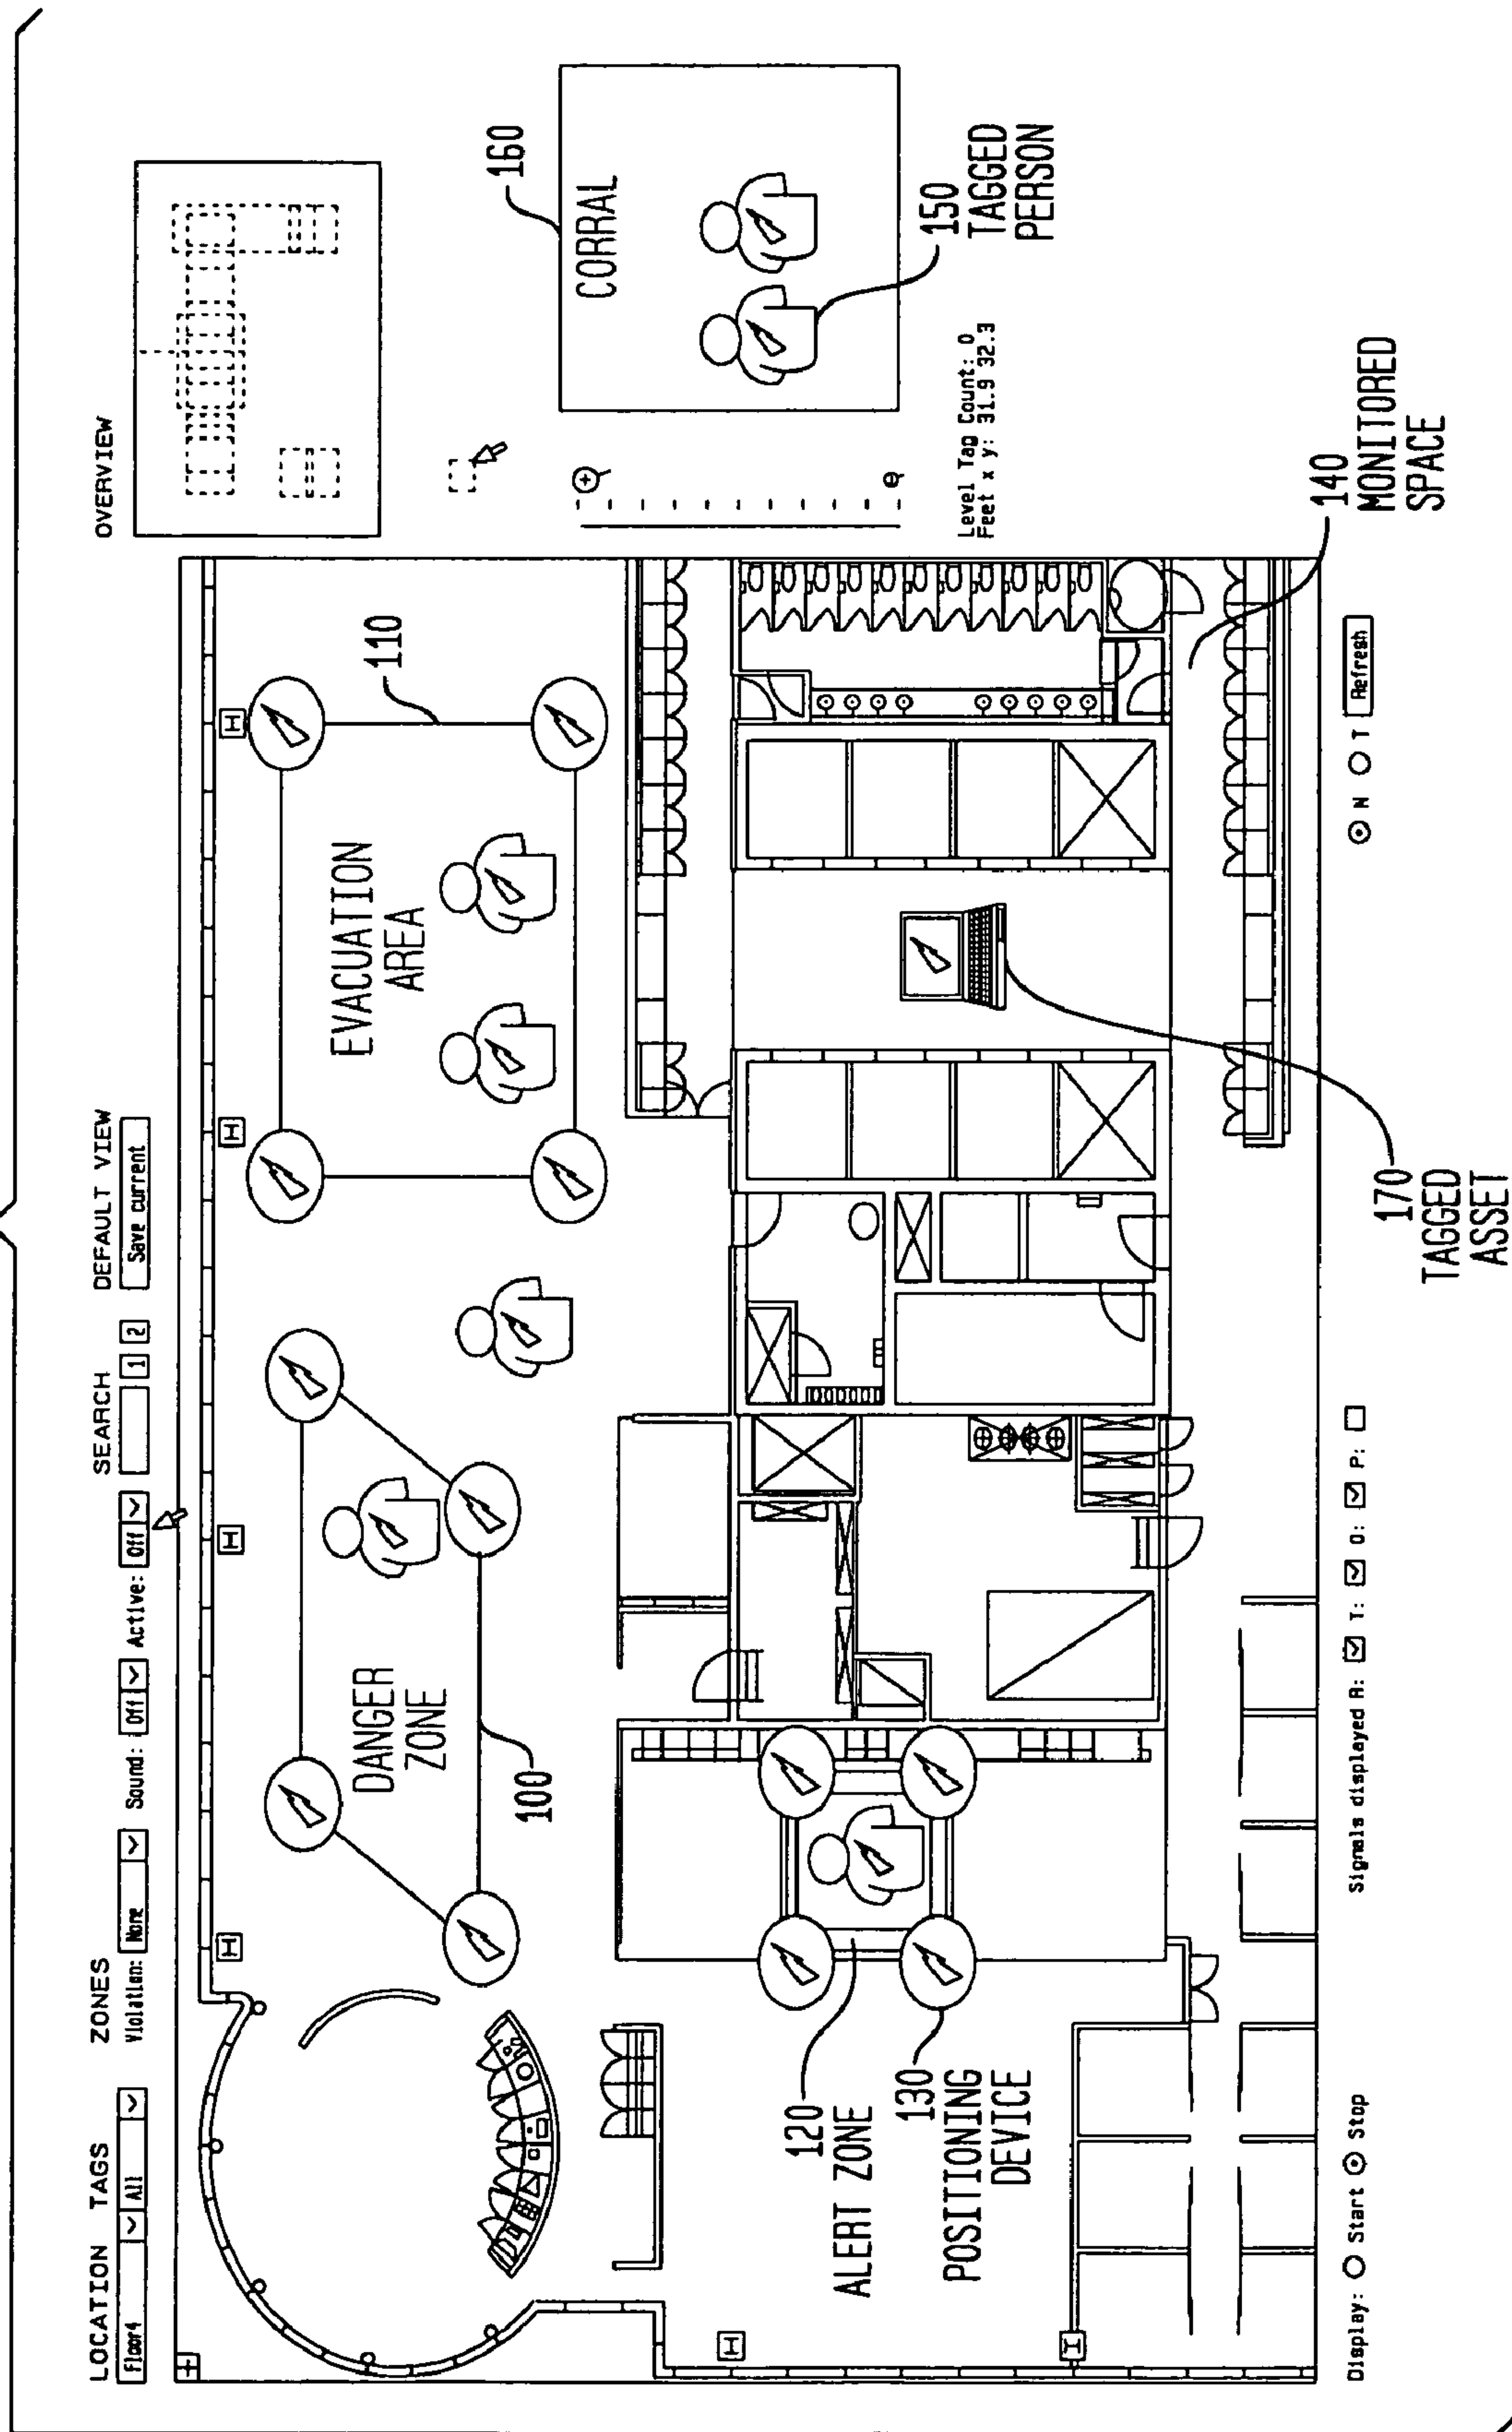 LOCATION TAGS ZONES SEARCH DEFAULT VIEW
Floor4 All Violation: None Sound: Off Active: Off 1 2 Save current
OVERVIEW
H
H
H
H
DANGER
ZONE
100
EVACUATION
AREA
110
160
CORRAL
150
TAGGED
PERSON
Level Tag Count: 0
Feet x y: 31.9 32.3
120
ALERT ZONE
130
POSITIONING
DEVICE
H
H
140
MONITORED
SPACE
170
TAGGED
ASSET
Display: Start Stop Signals displayed A: T: O: P: N T Refresh